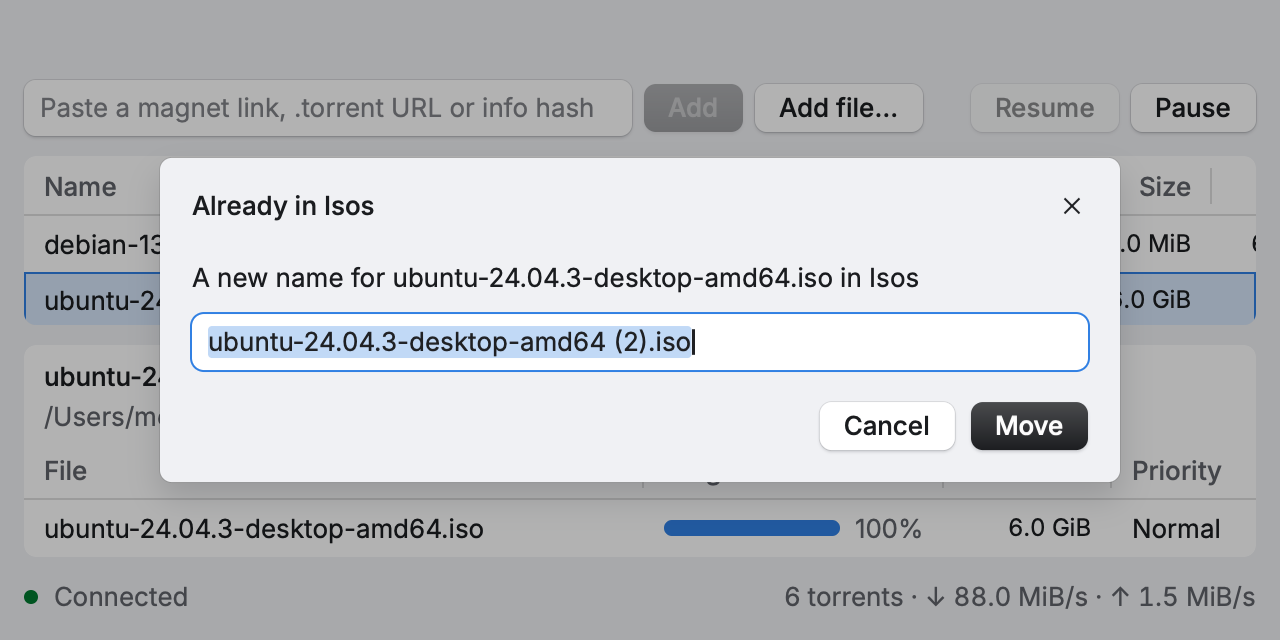 Paste a magnet link, .torrent URL or info hash
Add
Add file...
Resume
Pause
Name
Size
Already in Isos
debian-13
.0 MiB
A new name for ubuntu-24.04.3-desktop-amd64.iso in Isos
ubuntu-24
6.0 GiB
ubuntu-24.04.3-desktop-amd64 (2).iso
ubuntu-24
/Users/m
Cancel
Move
File
Priority
ubuntu-24.04.3-desktop-amd64.iso
100%
6.0 GiB
Normal
Connected
6 torrents · ↓ 88.0 MiB/s · ↑ 1.5 MiB/s